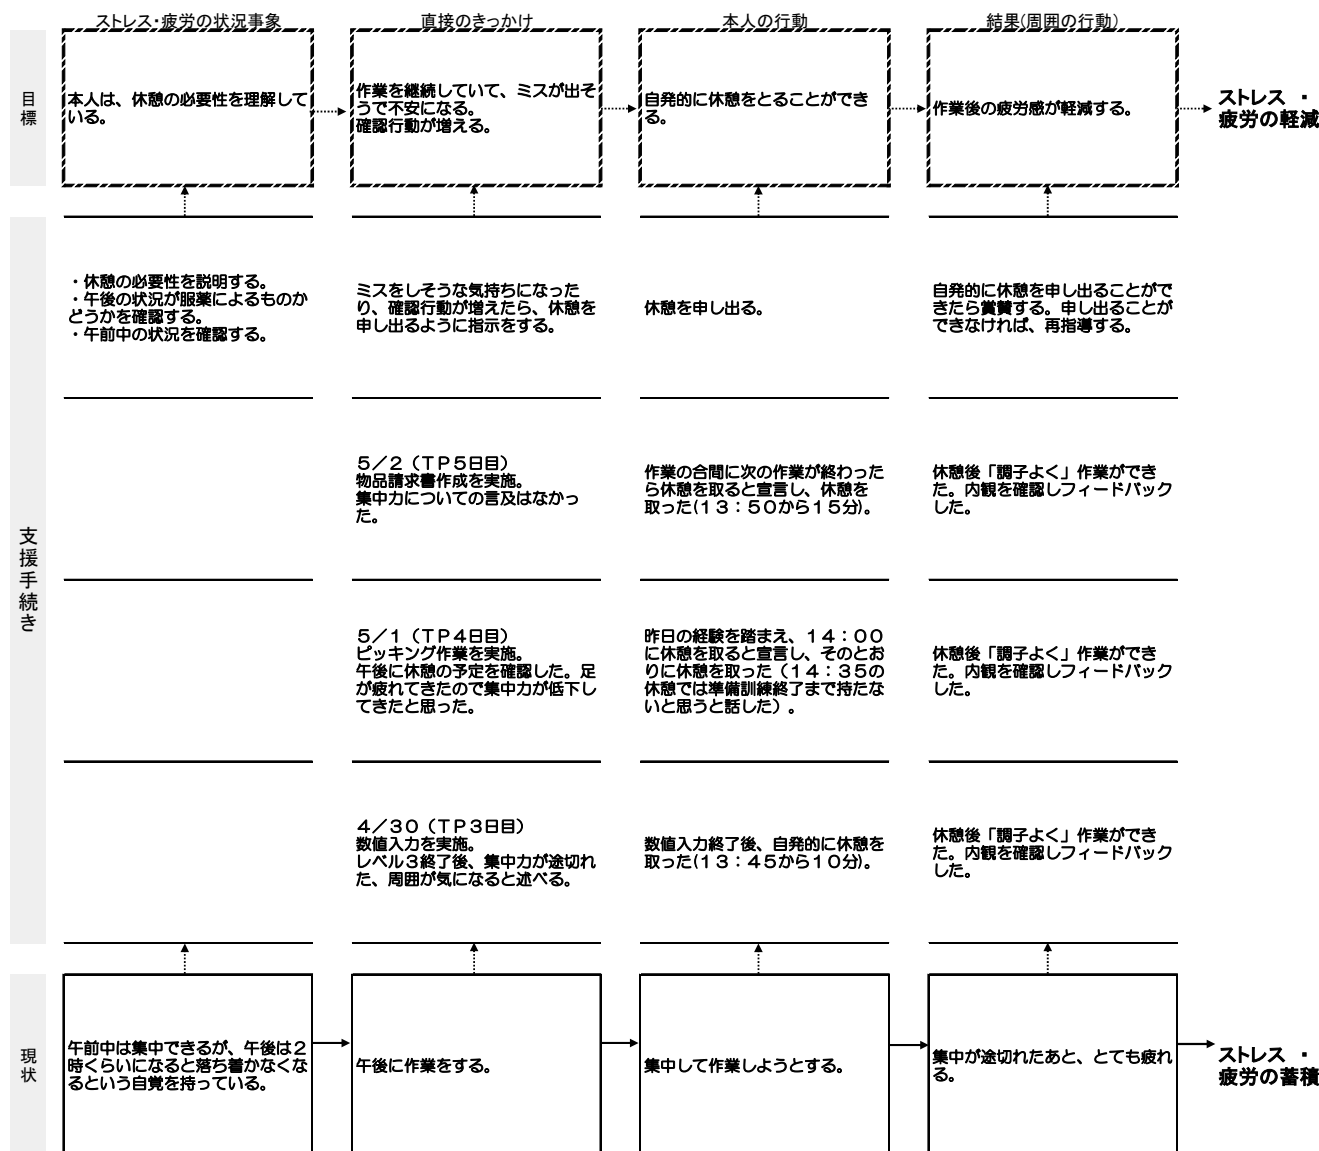 ストレス・疲労の状況事象
直接のきっかけ
本人の行動
結果(周囲の行動)
目標
本人は、休憩の必要性を理解して
いる。
作業を継続していて、ミスが出そ
うで不安になる。
確認行動が増える。
自発的に休憩をとることができ
る。
作業後の疲労感が軽減する。
ストレス ・
疲労の軽減
支援手続き
・休憩の必要性を説明する。
・午後の状況が服薬によるものか
どうかを確認する。
・午前中の状況を確認する。
ミスをしそうな気持ちになった
り、確認行動が増えたら、休憩を
申し出るように指示をする。
休憩を申し出る。
自発的に休憩を申し出ることがで
きたら賞賛する。申し出ることが
できなければ、再指導する。
5/2(TP5日目)
物品請求書作成を実施。
集中力についての言及はなかっ
た。
作業の合間に次の作業が終わった
ら休憩を取ると宣言し、休憩を
取った(13:50から15分)。
休憩後「調子よく」作業ができ
た。内観を確認しフィードバック
した。
5/1(TP4日目)
ピッキング作業を実施。
午後に休憩の予定を確認した。足
が疲れてきたので集中力が低下し
てきたと思った。
昨日の経験を踏まえ、14:00
に休憩を取ると宣言し、そのとお
りに休憩を取った(14:35の
休憩では準備訓練終了まで持たな
いと思うと話した)。
休憩後「調子よく」作業ができ
た。内観を確認しフィードバック
した。
4/30(TP3日目)
数値入力を実施。
レベル3終了後、集中力が途切れ
た、周囲が気になると述べる。
数値入力終了後、自発的に休憩を
取った(13:45から10分)。
休憩後「調子よく」作業ができ
た。内観を確認しフィードバック
した。
現状
午前中は集中できるが、午後は2
時くらいになると落ち着かなくな
るという自覚を持っている。
午後に作業をする。
集中して作業しようとする。
集中が途切れたあと、とても疲れ
る。
ストレス ・
疲労の蓄積